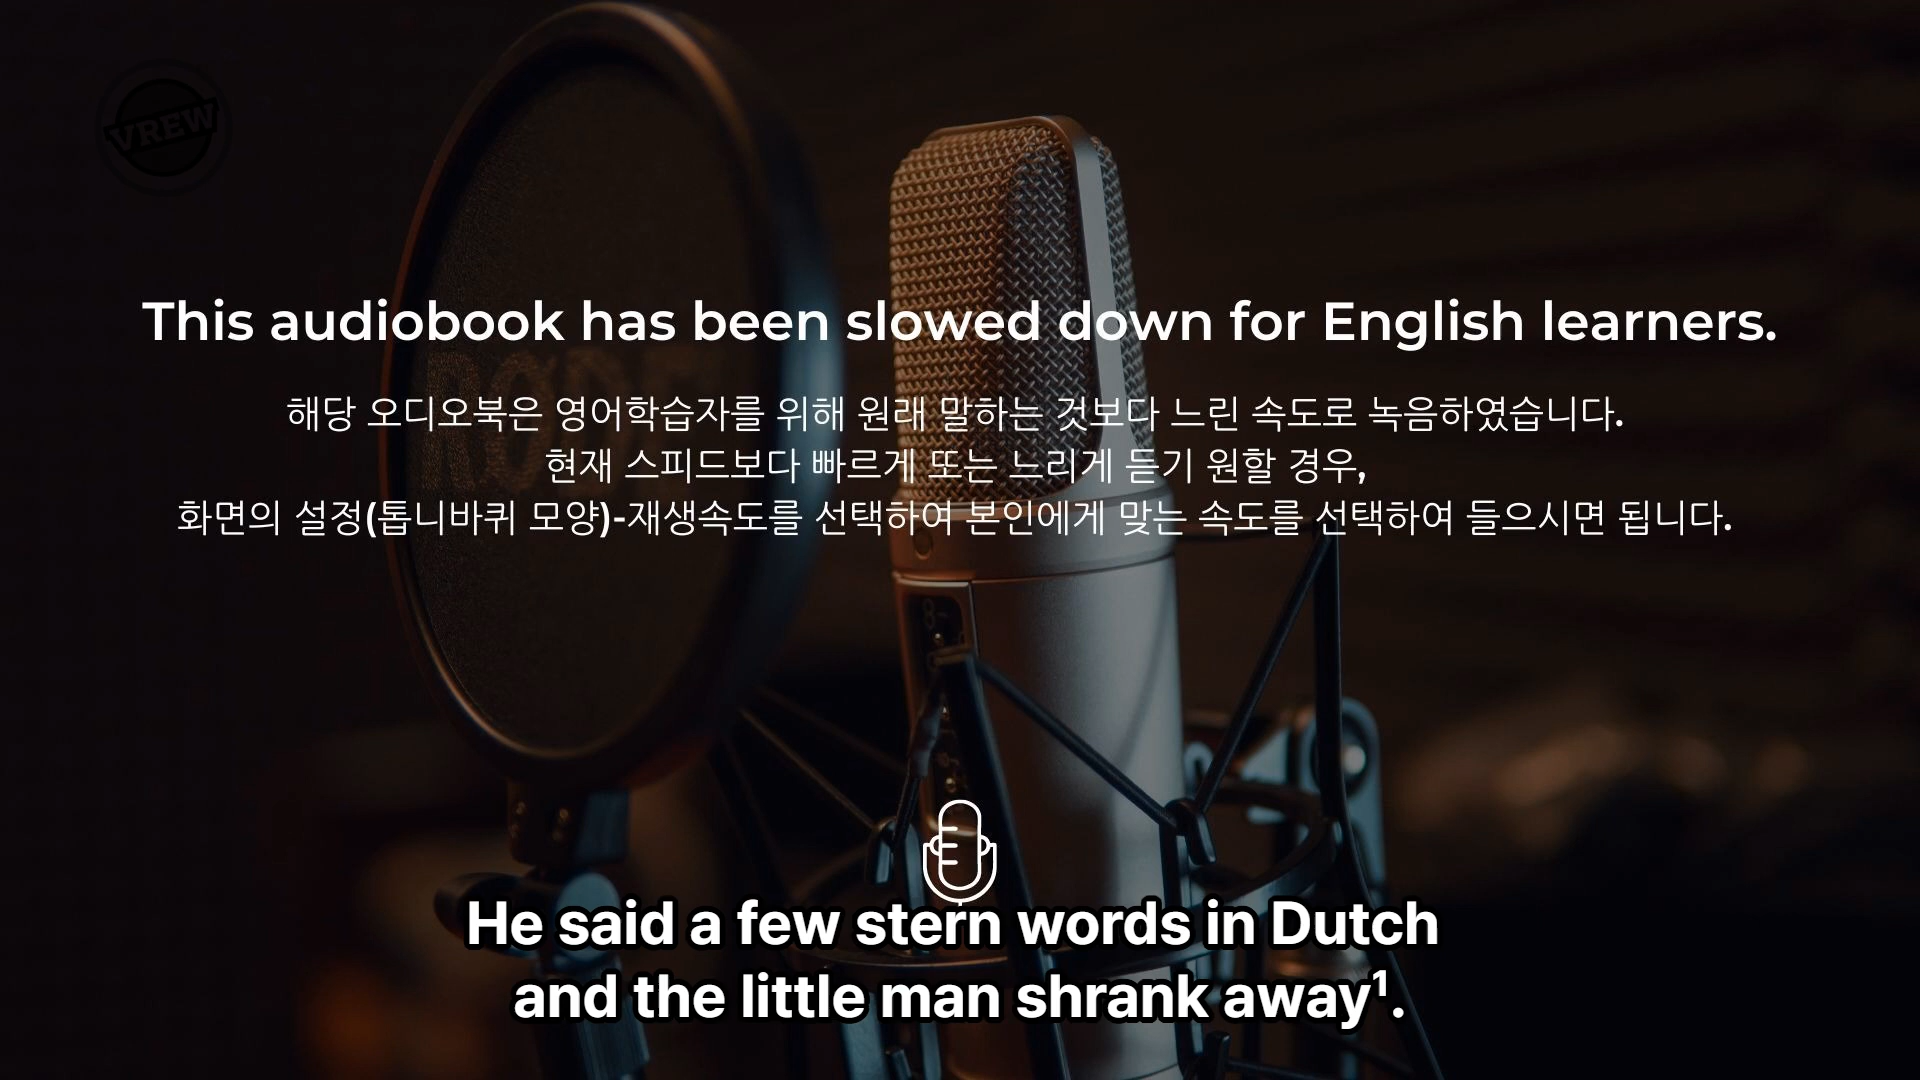 VREW
This audiobook has been slowed down for English learners.
해당 오디오북은 영어학습자를 위해 원래 말하는 것보다 느린 속도로 녹음하였습니다.
현재 스피드보다 빠르게 또는 느리게 듣기 원할 경우,
화면의 설정(톱니바퀴 모양)-재생속도를 선택하여 본인에게 맞는 속도를 선택하여 들으시면 됩니다.
RØDE
He said a few stern words in Dutch
and the little man shrank away¹.